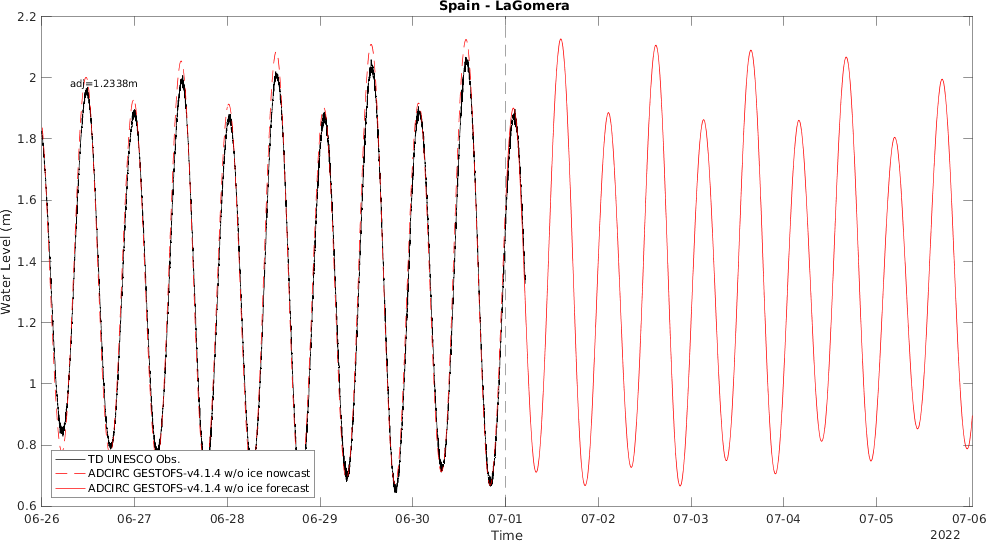 Spain - LaGomera
adj=1.2338m
Water Level (m)
2.2
2
1.8
1.6
1.4
1.2
1
0.8
0.6
TD UNESCO Obs.
ADCIRC GESTOFS-v4.1.4 w/o ice nowcast
ADCIRC GESTOFS-v4.1.4 w/o ice forecast
06-26 06-27 06-28 06-29 06-30 07-01 07-02 07-03 07-04 07-05 07-06
Time
2022